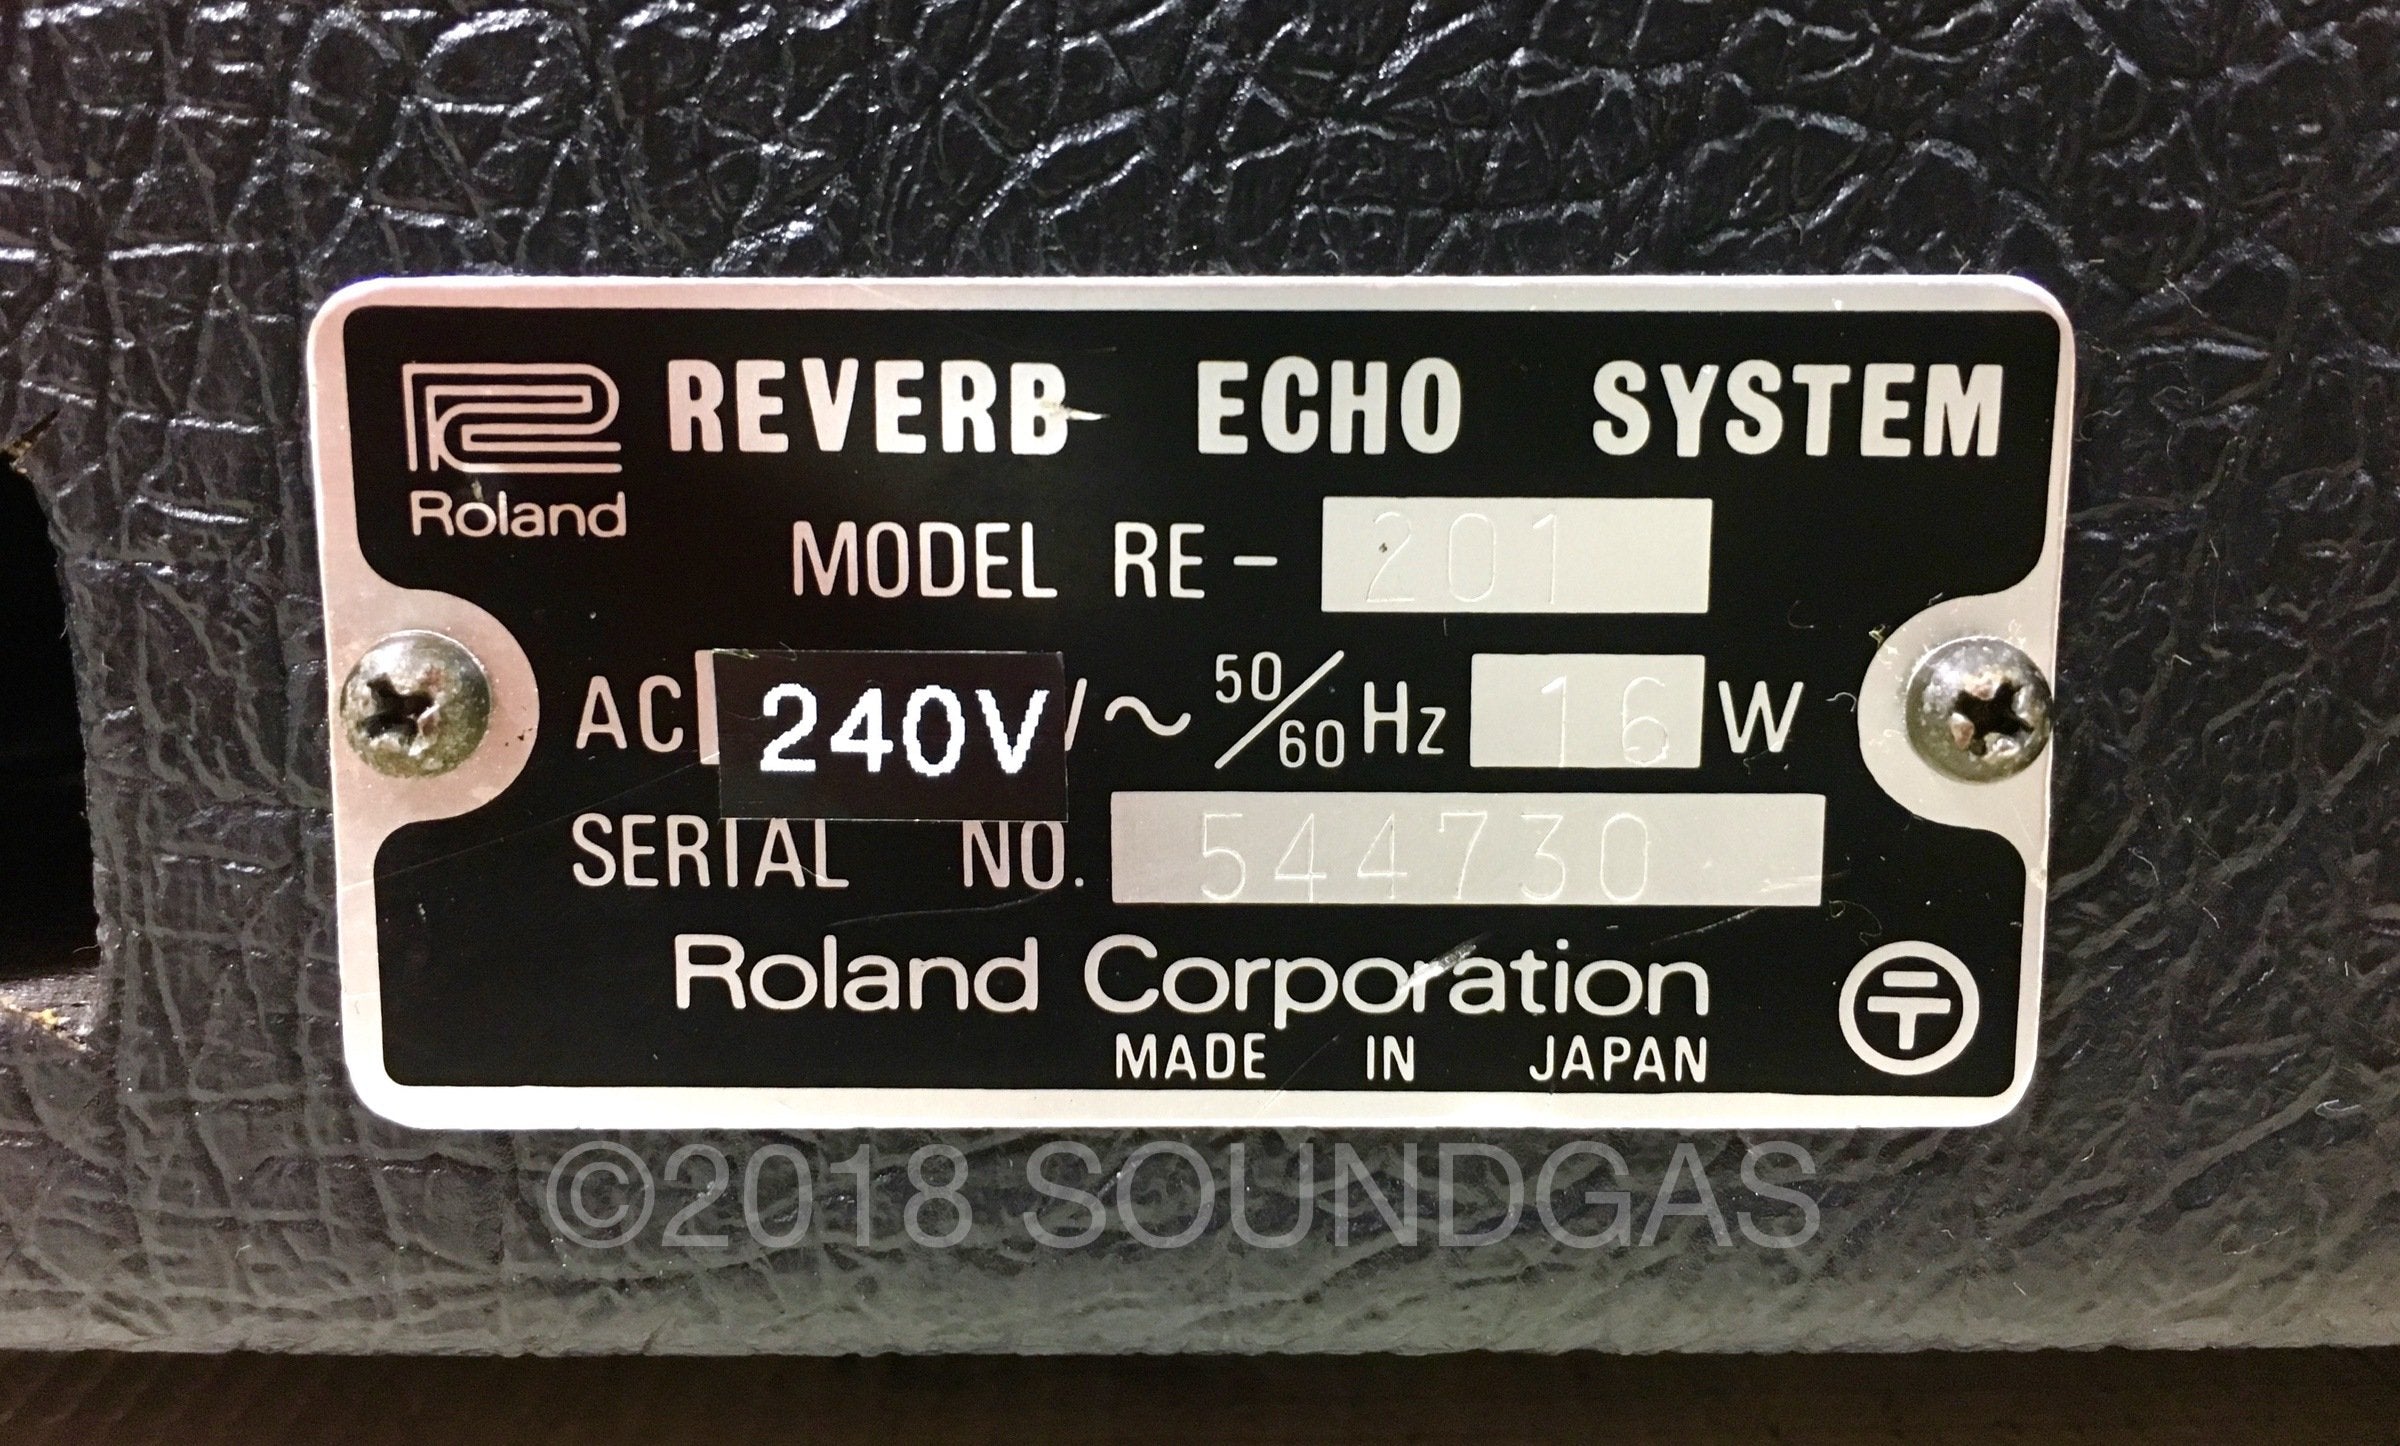 REVERB ECHO SYSTEM
Roland
MODEL RE-201
AC 240V ~ 50/60 Hz 16 W
SERIAL NO. 544730
Roland Corporation
MADE IN JAPAN
©2018 SOUNDGAS